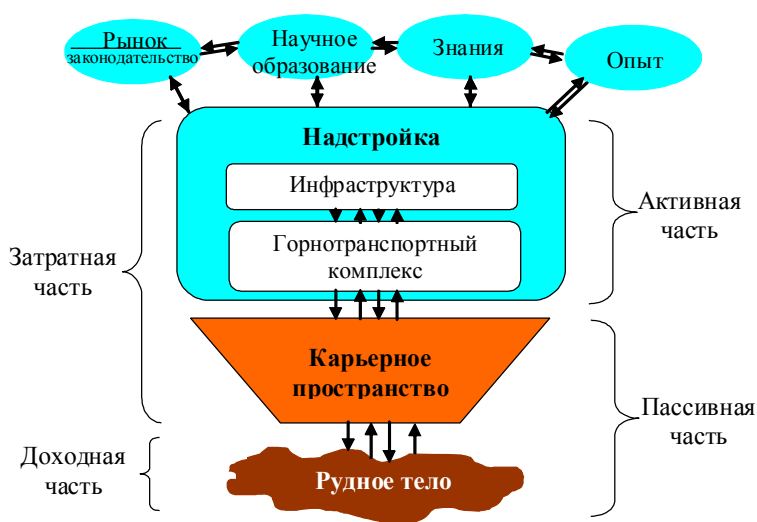 Рынок
законодательство
Научное
образование
Знания
Опыт
Надстройка
Инфраструктура
Горнотранспортный
комплекс
Активная
часть
Затратная
часть
Карьерное
пространство
Пассивная
часть
Доходная
часть
Рудное тело